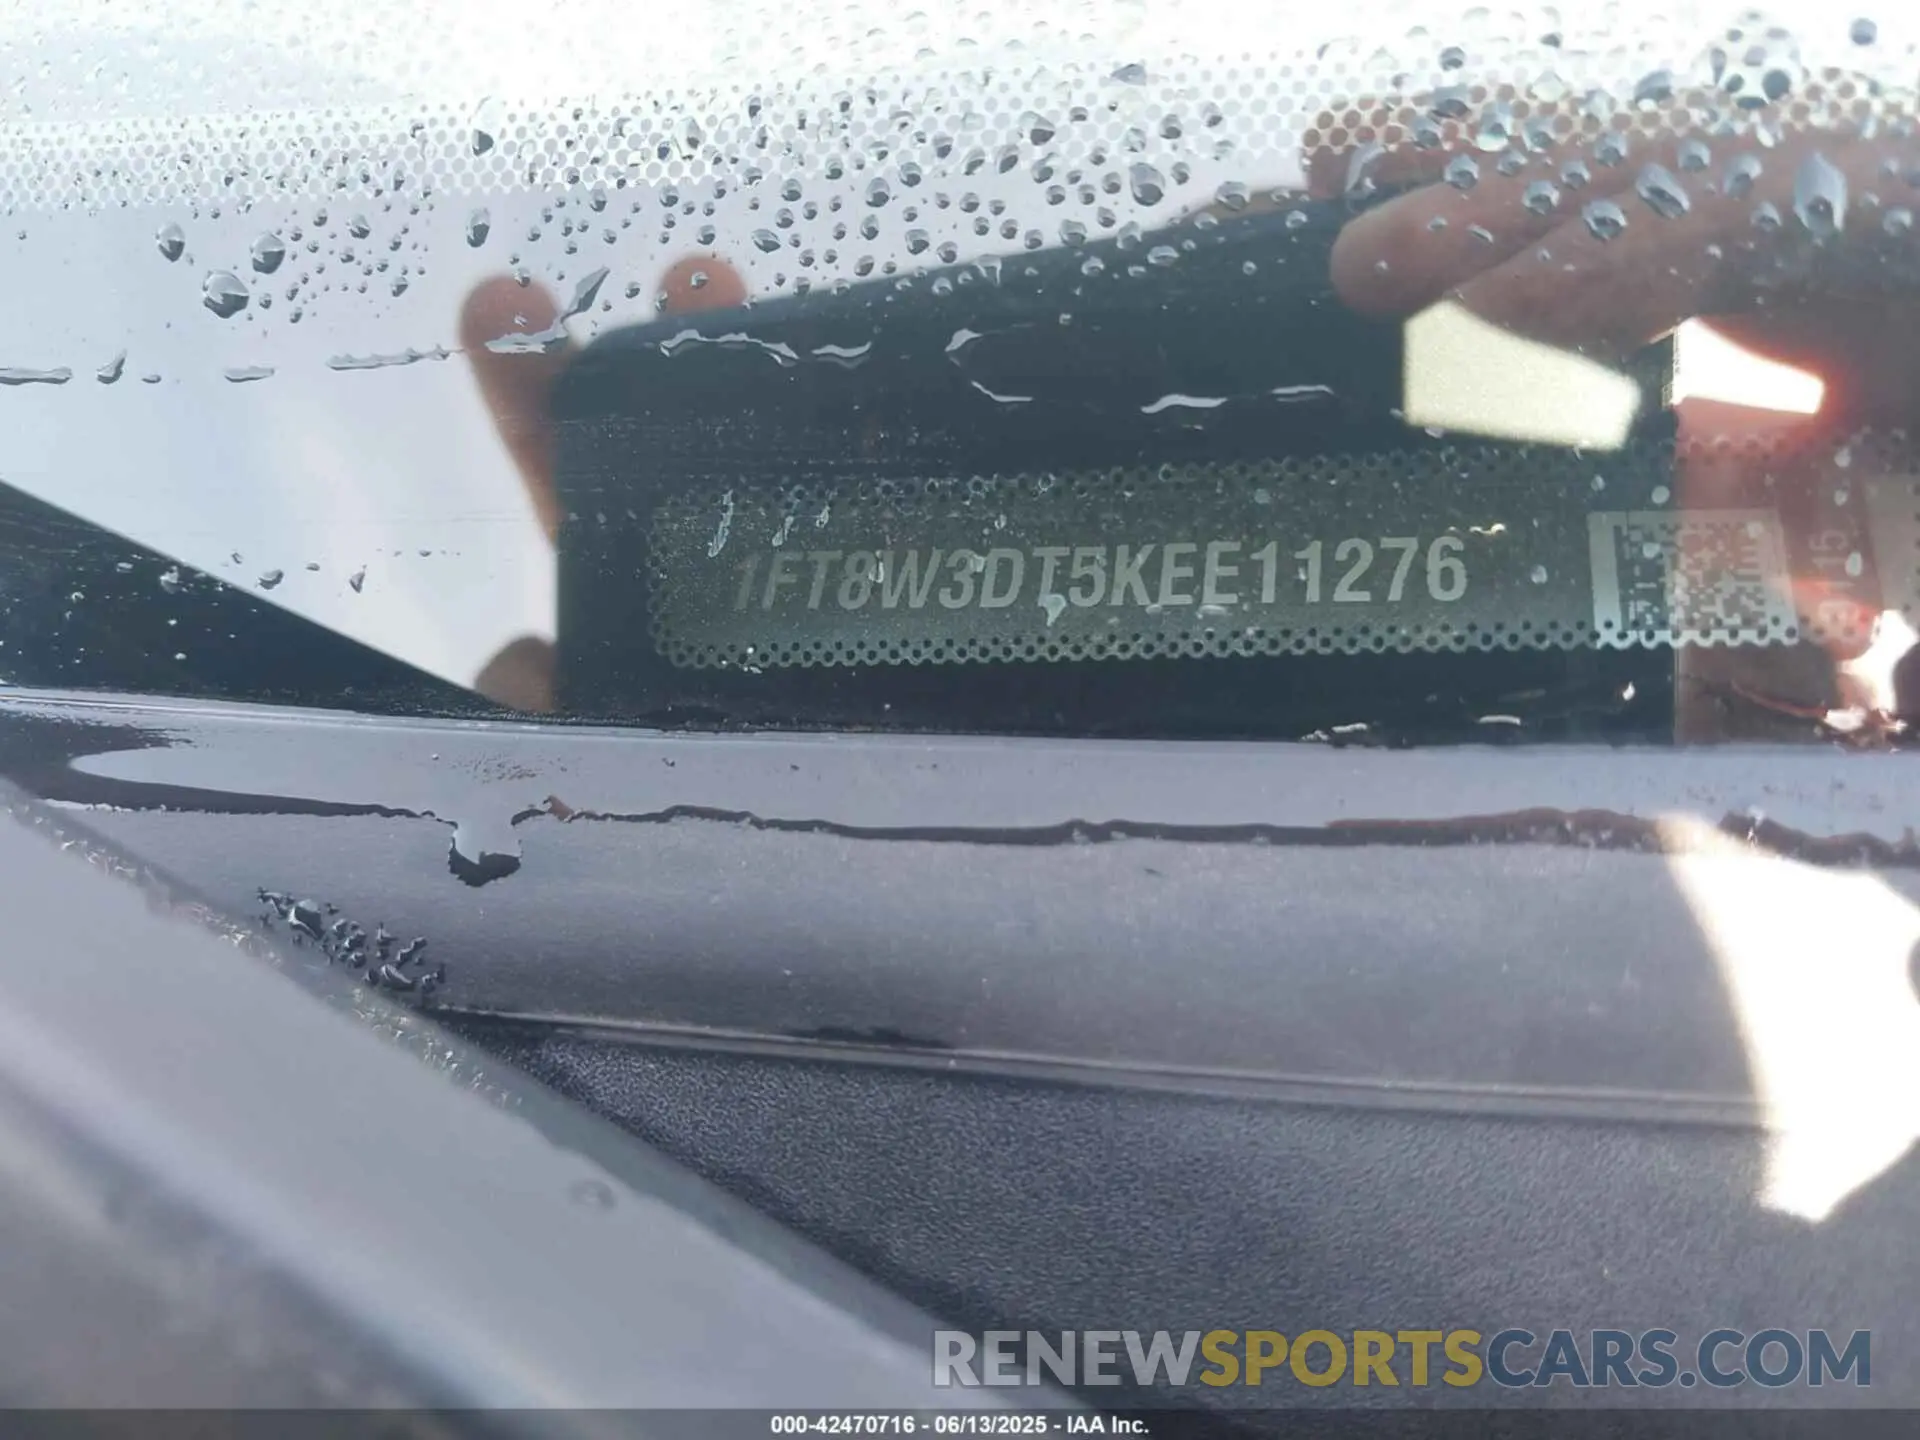 1FT8W3DT5KEE11276
RENEWSPORTSCARS.COM
000-42470716 - 06/13/2025 - IAA Inc.